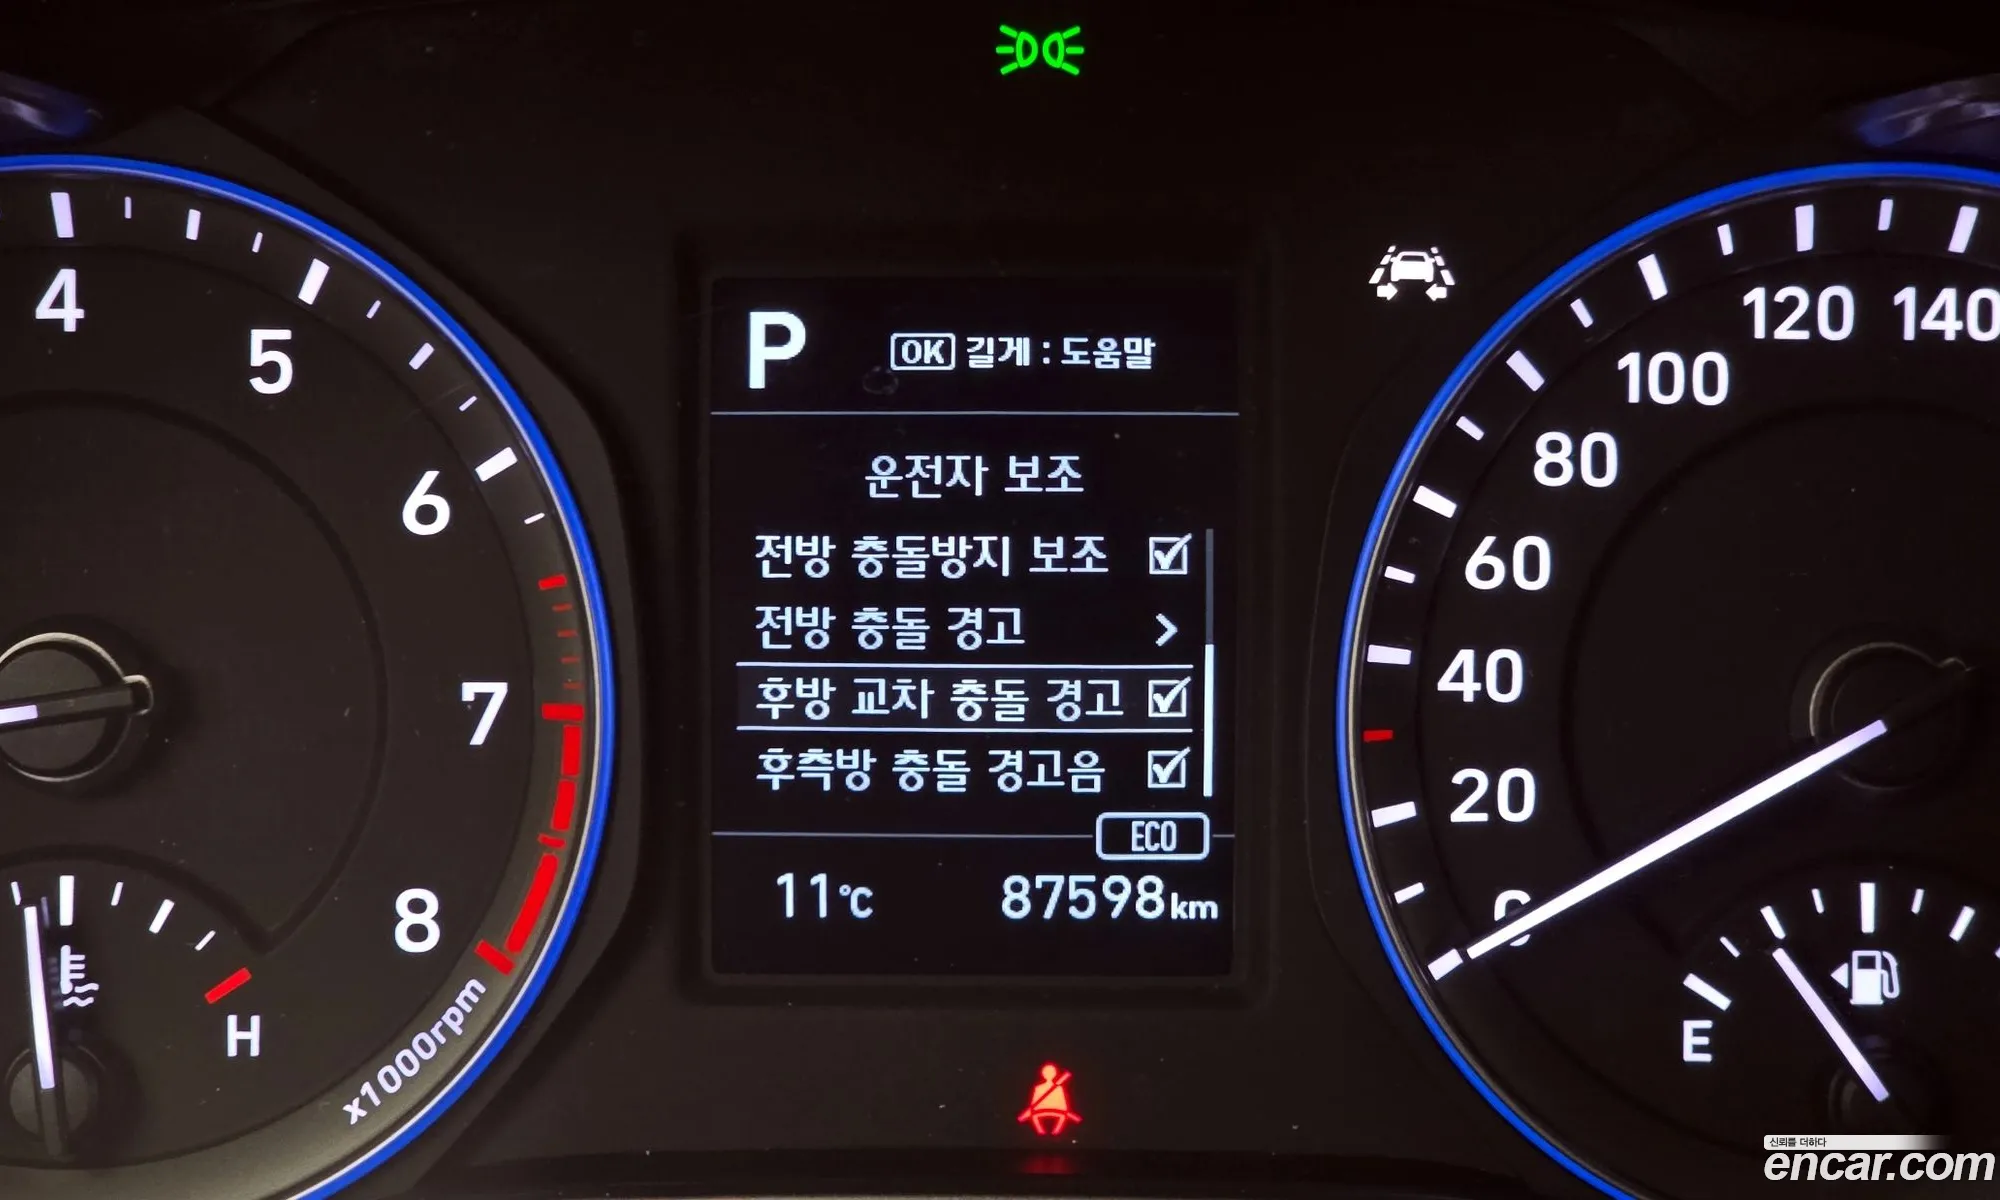 4
5
6
7
8
x1000rpm
H
P
OK 길게 : 도움말
운전자 보조
전방 충돌방지 보조
전방 충돌 경고
후방 교차 충돌 경고
후측방 충돌 경고음
ECO
11℃ 87598km
0
20
40
60
80
100
120
140
E
신뢰를 더하다
encar.com